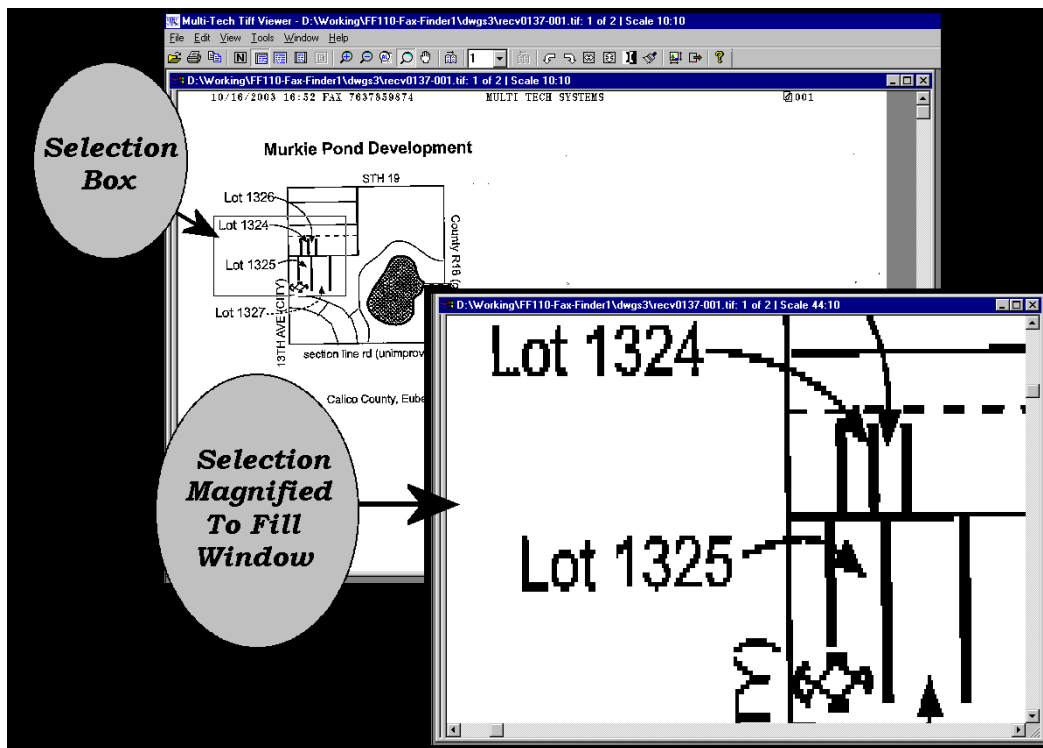 Multi-Tech Tiff Viewer - D:\Working\FF110-Fax-Finder1\dwgs3\recv0137-001.tif: 1 of 2 | Scale 10:10
File Edit View Tools Window Help
N 1
D:\Working\FF110-Fax-Finder1\dwgs3\recv0137-001.tif: 1 of 2 | Scale 10:10
10/16/2003 16:52 FAX 7637859874 MULTI TECH SYSTEMS 001
Selection
Box
Murkie Pond Development
STH 19
Lot 1326
Lot 1324
County R16
Lot 1325
Lot 1327
13TH AVE (CITY)
section line rd (unimprov
Calico County, Eube
Selection
Magnified
To Fill
Window
D:\Working\FF110-Fax-Finder1\dwgs3\recv0137-001.tif: 1 of 2 | Scale 44:10
Lot 1324
Lot 1325